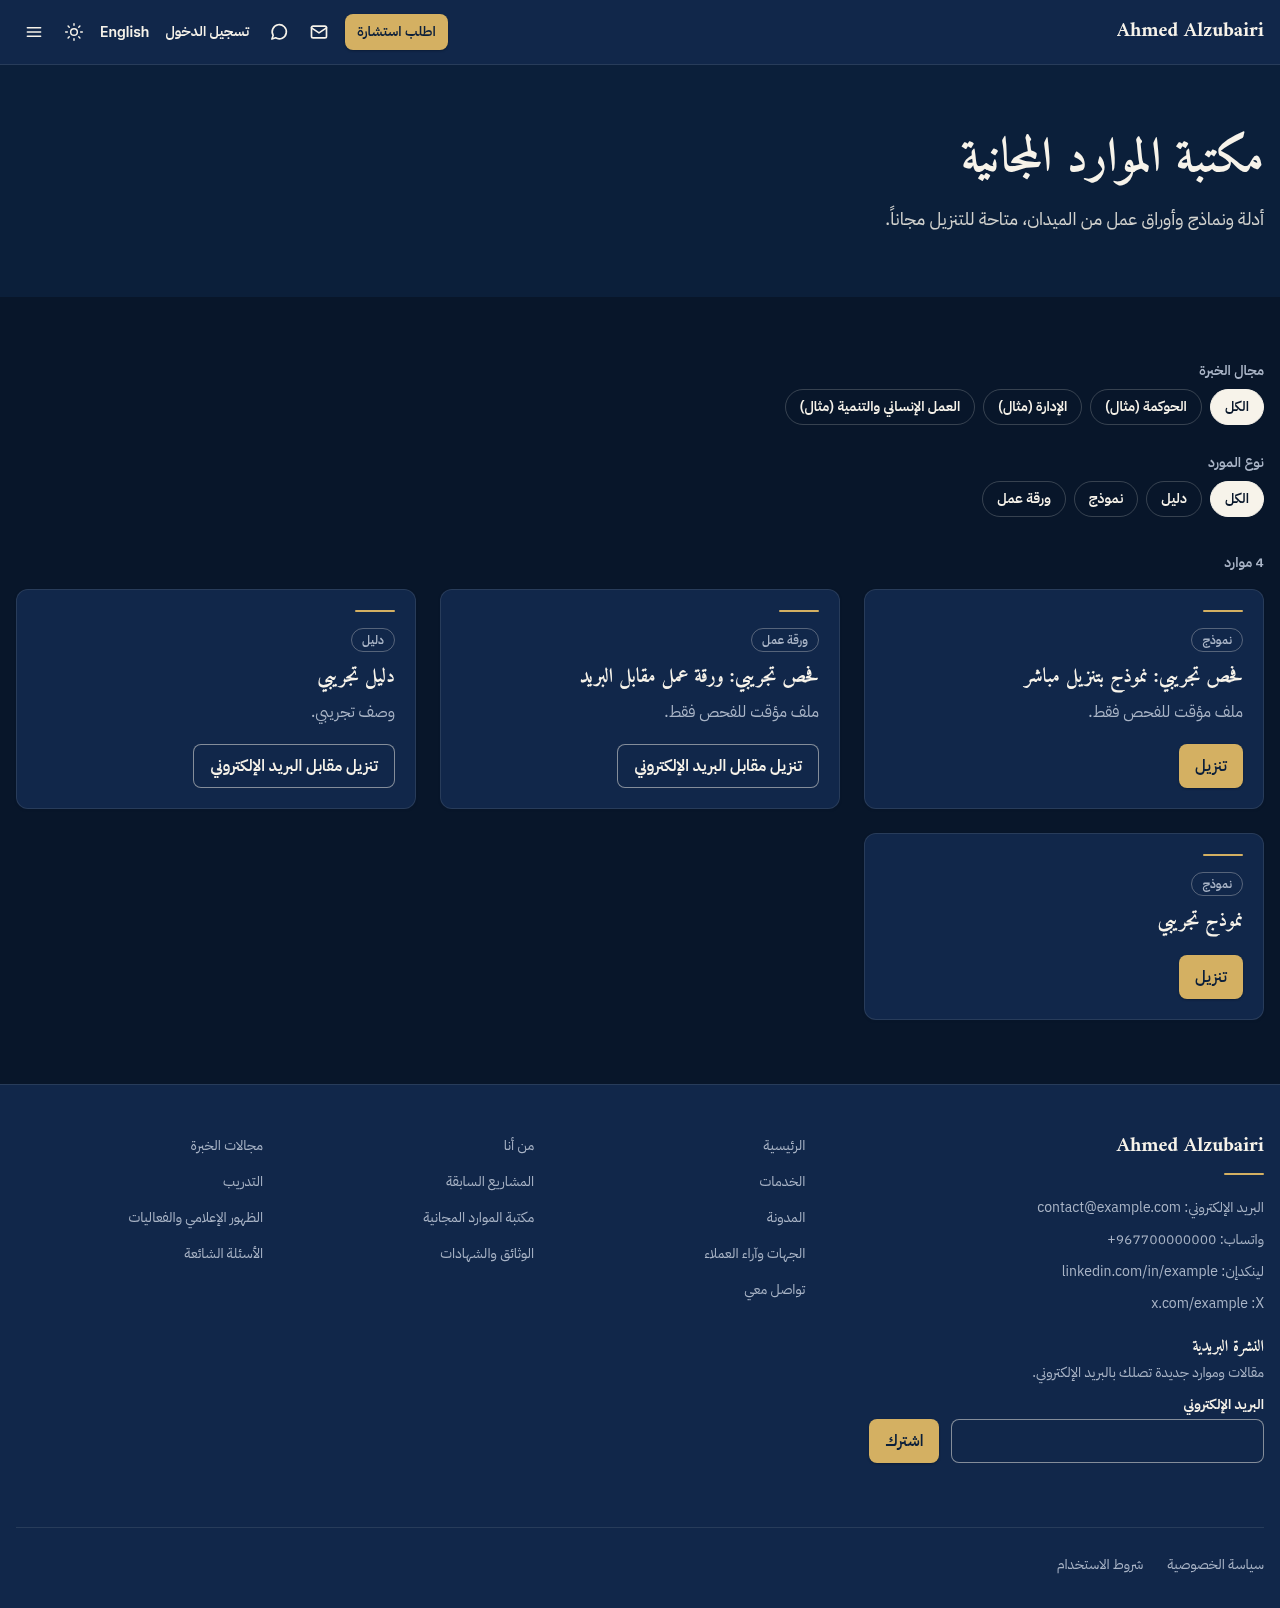 Ahmed Alzubairi
اطلب استشارة
تسجيل الدخول
English
مكتبة الموارد المجانية
أدلة ونماذج وأوراق عمل من الميدان، متاحة للتنزيل مجاناً.
مجال الخبرة
الكل
الحوكمة (مثال)
الإدارة (مثال)
العمل الإنساني والتنمية (مثال)
نوع المورد
الكل
دليل
نموذج
ورقة عمل
4 موارد
نموذج
فحص تجريبي: نموذج بتنزيل مباشر
ملف مؤقت للفحص فقط.
تنزيل
ورقة عمل
فحص تجريبي: ورقة عمل مقابل البريد
ملف مؤقت للفحص فقط.
تنزيل مقابل البريد الإلكتروني
دليل
دليل تجريبي
وصف تجريبي.
تنزيل مقابل البريد الإلكتروني
نموذج
نموذج تجريبي
تنزيل
Ahmed Alzubairi
البريد الإلكتروني: contact@example.com
واتساب: +967700000000
لينكدإن: linkedin.com/in/example
X: x.com/example
النشرة البريدية
مقالات وموارد جديدة تصلك بالبريد الإلكتروني.
البريد الإلكتروني
اشترك
الرئيسية
الخدمات
المدونة
الجهات وآراء العملاء
تواصل معي
من أنا
المشاريع السابقة
مكتبة الموارد المجانية
الوثائق والشهادات
مجالات الخبرة
التدريب
الظهور الإعلامي والفعاليات
الأسئلة الشائعة
سياسة الخصوصية
شروط الاستخدام